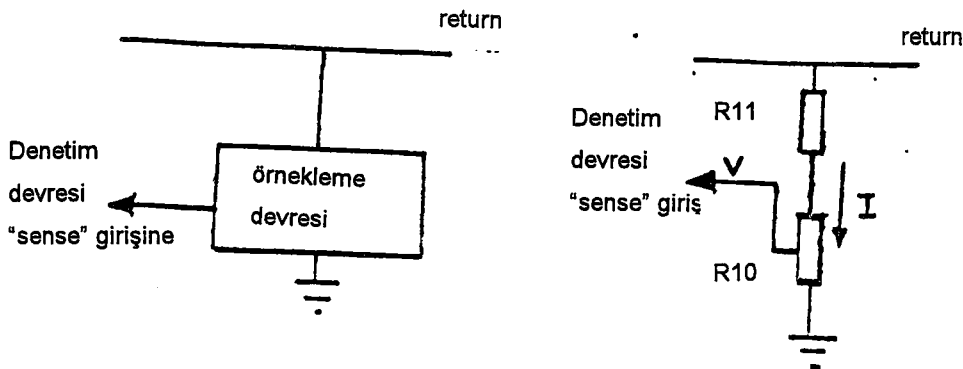 return
Denetim
devresi
“sense” girişine
örnekleme
devresi
return
Denetim
devresi
“sense” giriş
R11
V
I
R10